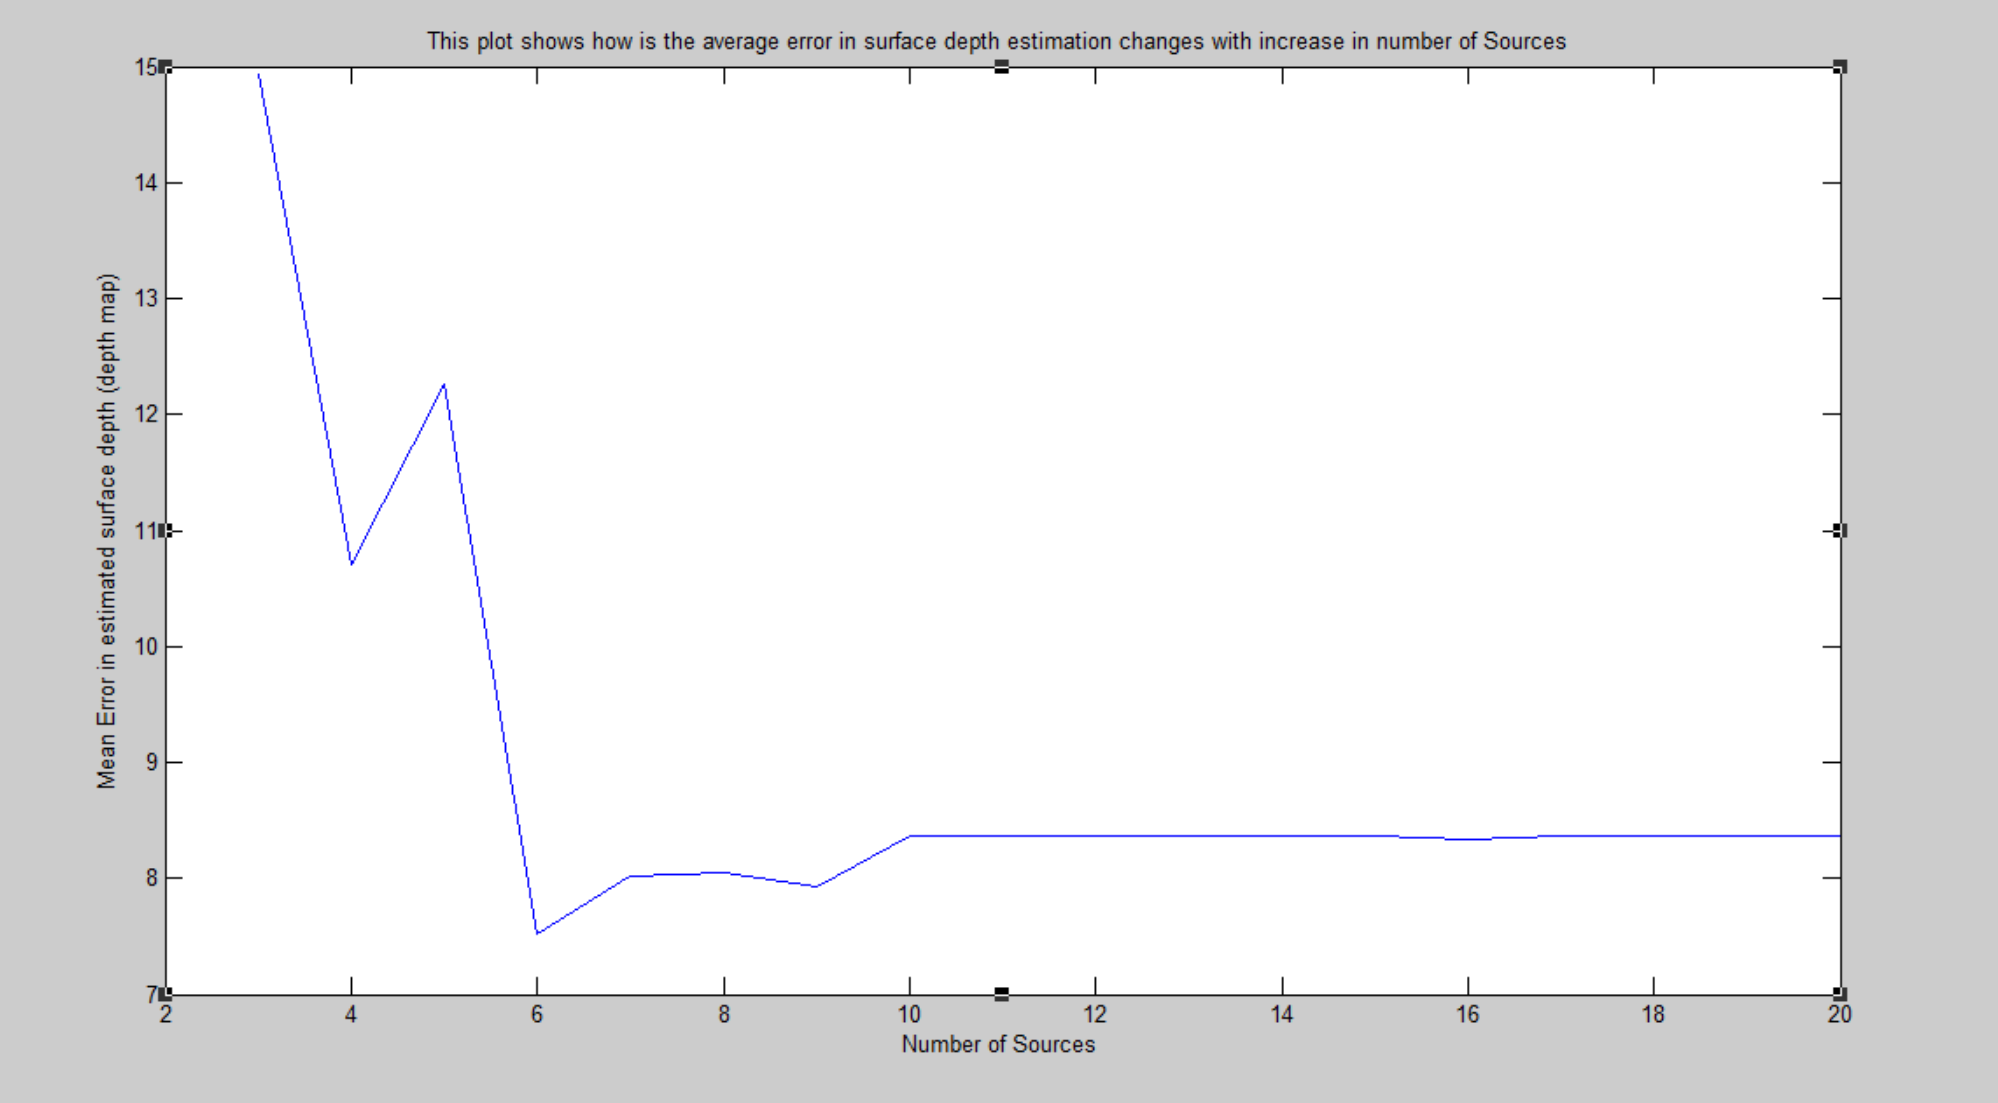 This plot shows how is the average error in surface depth estimation changes with increase in number of Sources
15
14
13
12
11
10
9
8
7
Mean Error in estimated surface depth (depth map)
2 4 6 8 10 12 14 16 18 20
Number of Sources